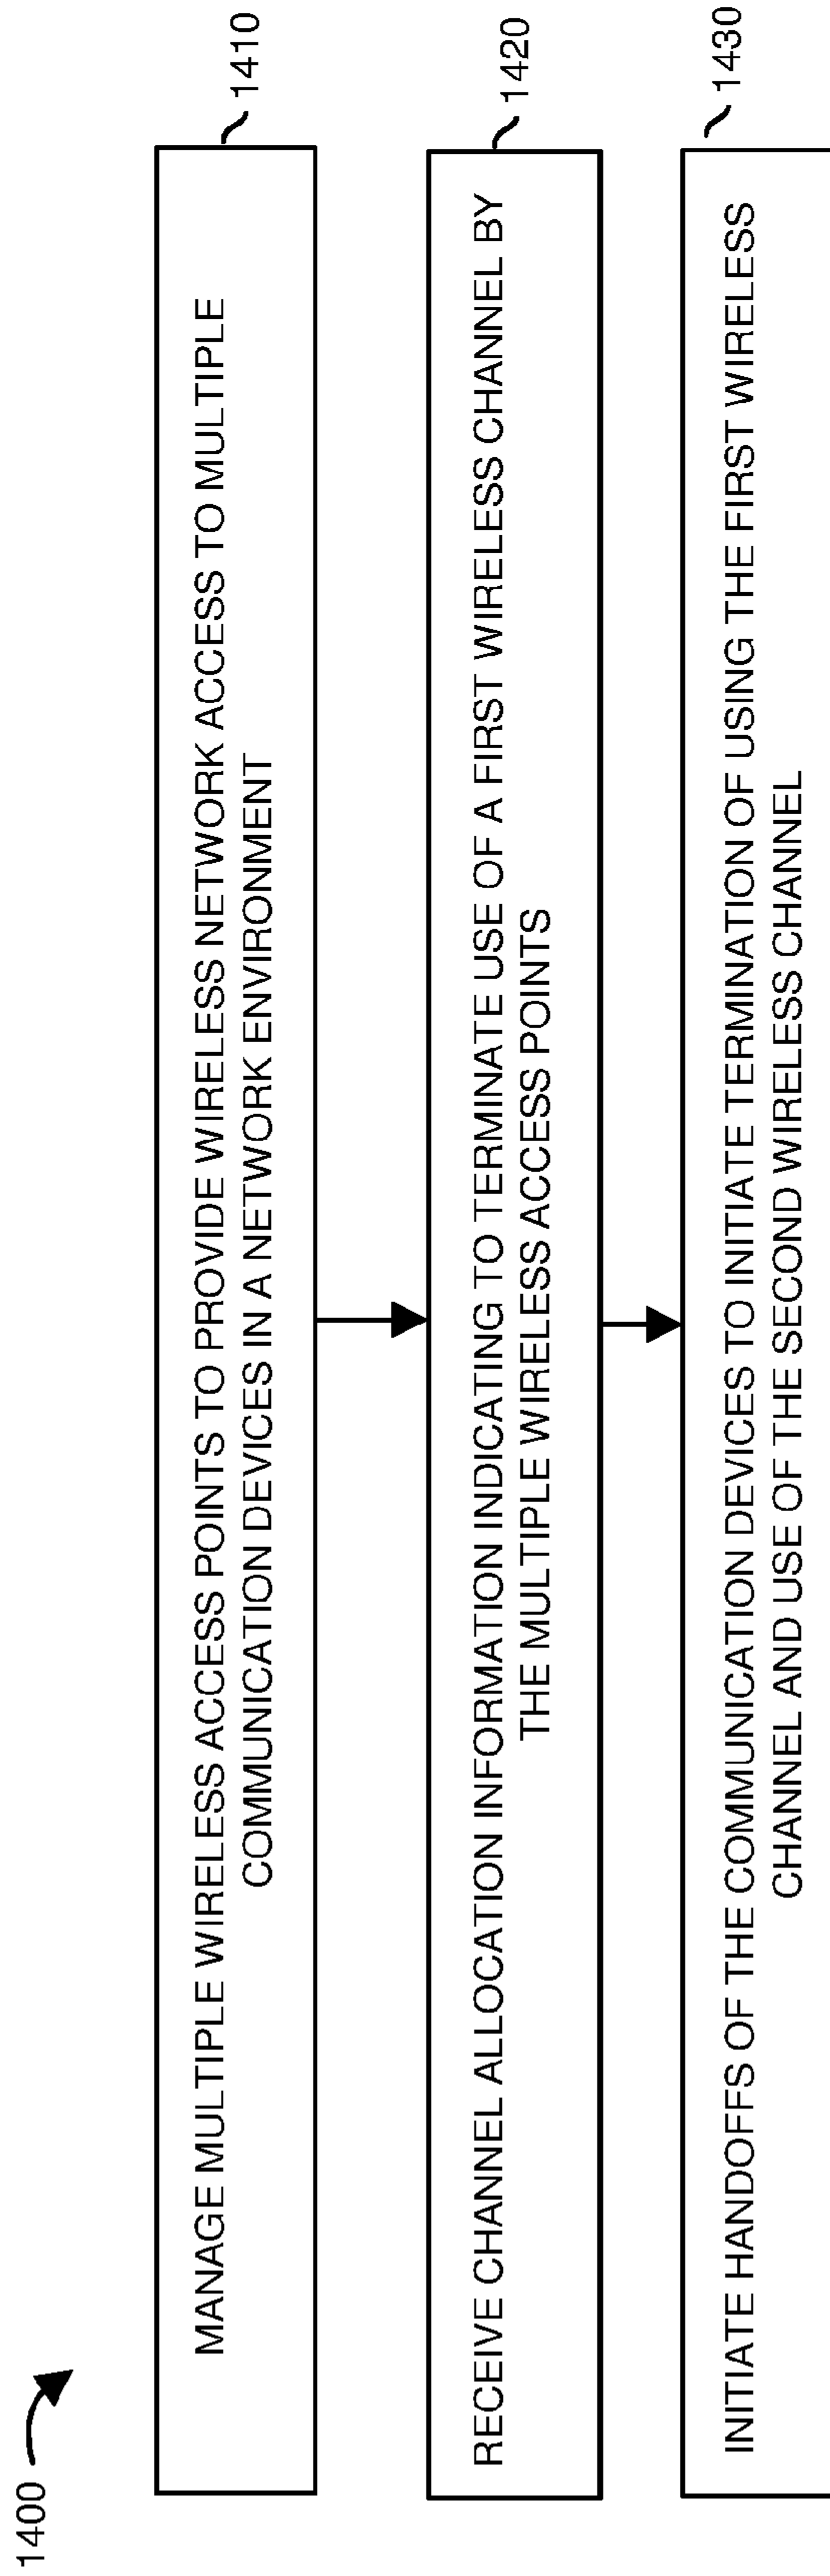 1400
1410
MANAGE MULTIPLE WIRELESS ACCESS POINTS TO PROVIDE WIRELESS NETWORK ACCESS TO MULTIPLE
COMMUNICATION DEVICES IN A NETWORK ENVIRONMENT
1420
RECEIVE CHANNEL ALLOCATION INFORMATION INDICATING TO TERMINATE USE OF A FIRST WIRELESS CHANNEL BY
THE MULTIPLE WIRELESS ACCESS POINTS
1430
INITIATE HANDOFFS OF THE COMMUNICATION DEVICES TO INITIATE TERMINATION OF USING THE FIRST WIRELESS
CHANNEL AND USE OF THE SECOND WIRELESS CHANNEL